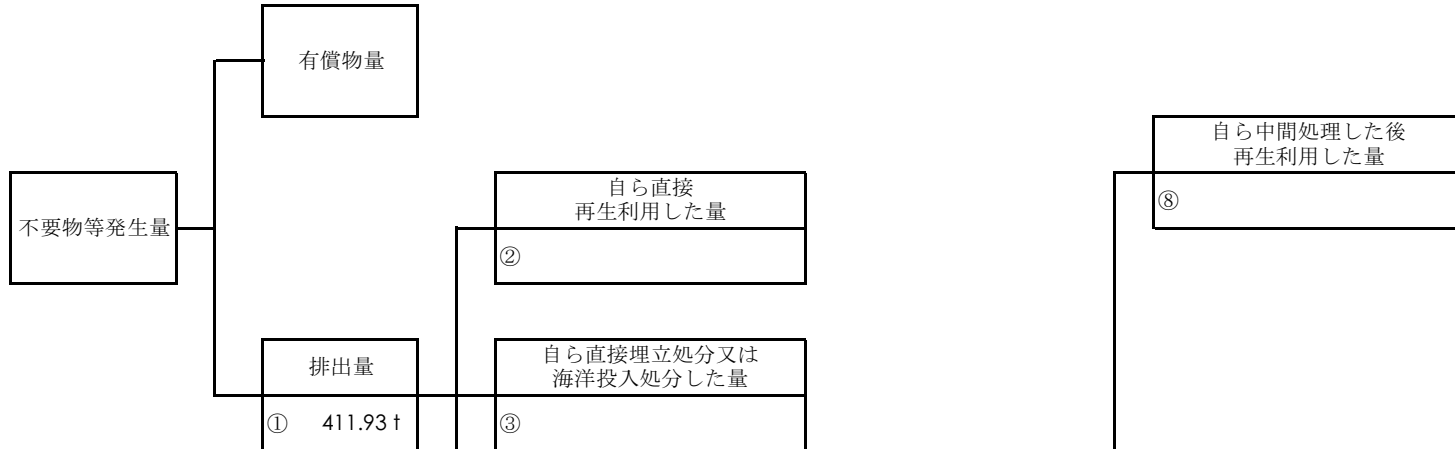 有償物量
自ら中間処理した後
再生利用した量
⑧
不要物等発生量
自ら直接
再生利用した量
②
排出量
① 411.93 t
自ら直接埋立処分又は
海洋投入処分した量
③